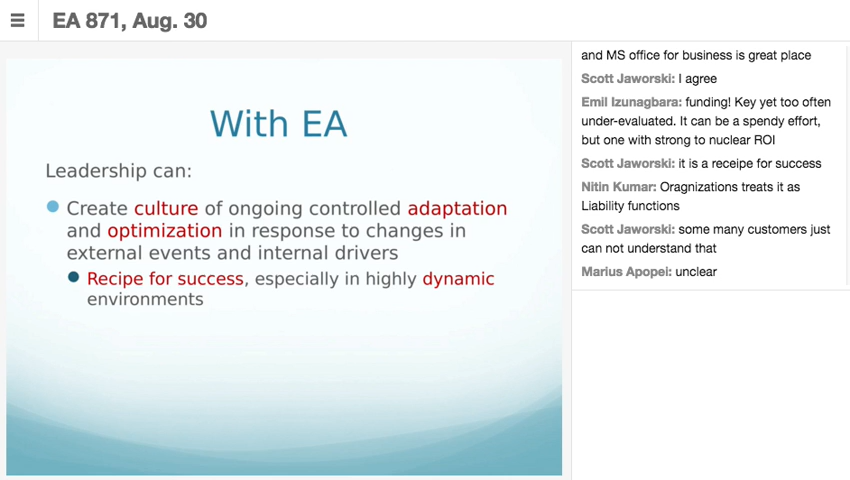 EA 871, Aug. 30
With EA
Leadership can:
Create culture of ongoing controlled adaptation
and optimization in response to changes in
external events and internal drivers
Recipe for success, especially in highly dynamic
environments
and MS office for business is great place
Scott Jaworski: I agree
Emil Izunagbara: funding! Key yet too often
under-evaluated. It can be a spendy effort,
but one with strong to nuclear ROI
Scott Jaworski: it is a receipe for success
Nitin Kumar: Oragnizations treats it as
Liability functions
Scott Jaworski: some many customers just
can not understand that
Marius Apopei: unclear